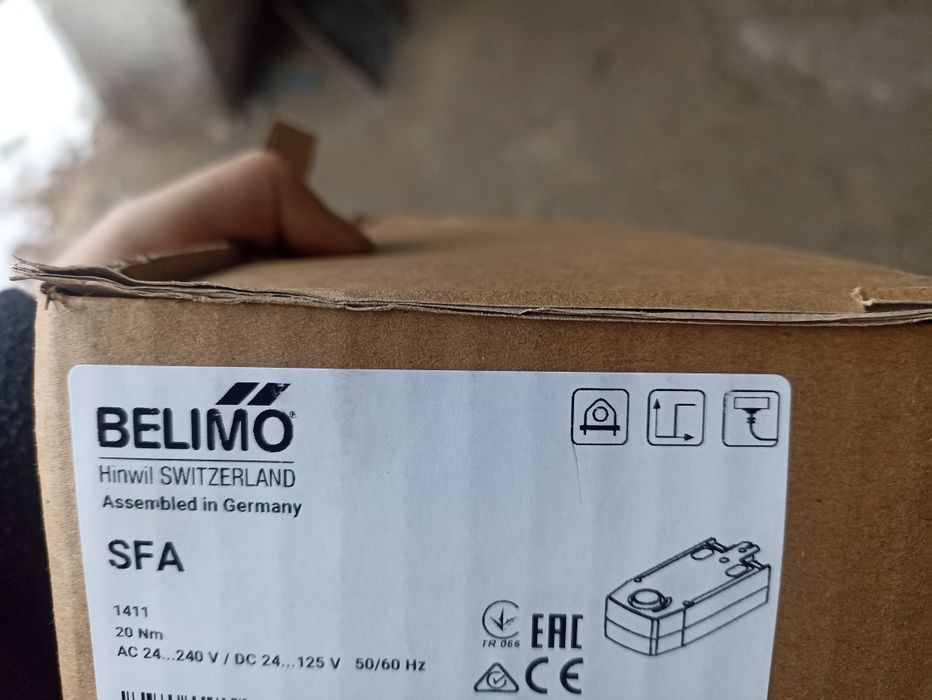 BELIMO®
Hinwil SWITZERLAND
Assembled in Germany
SFA
1411
20 Nm
AC 24...240 V / DC 24...125 V 50/60 Hz
TR 066
EAC
CE